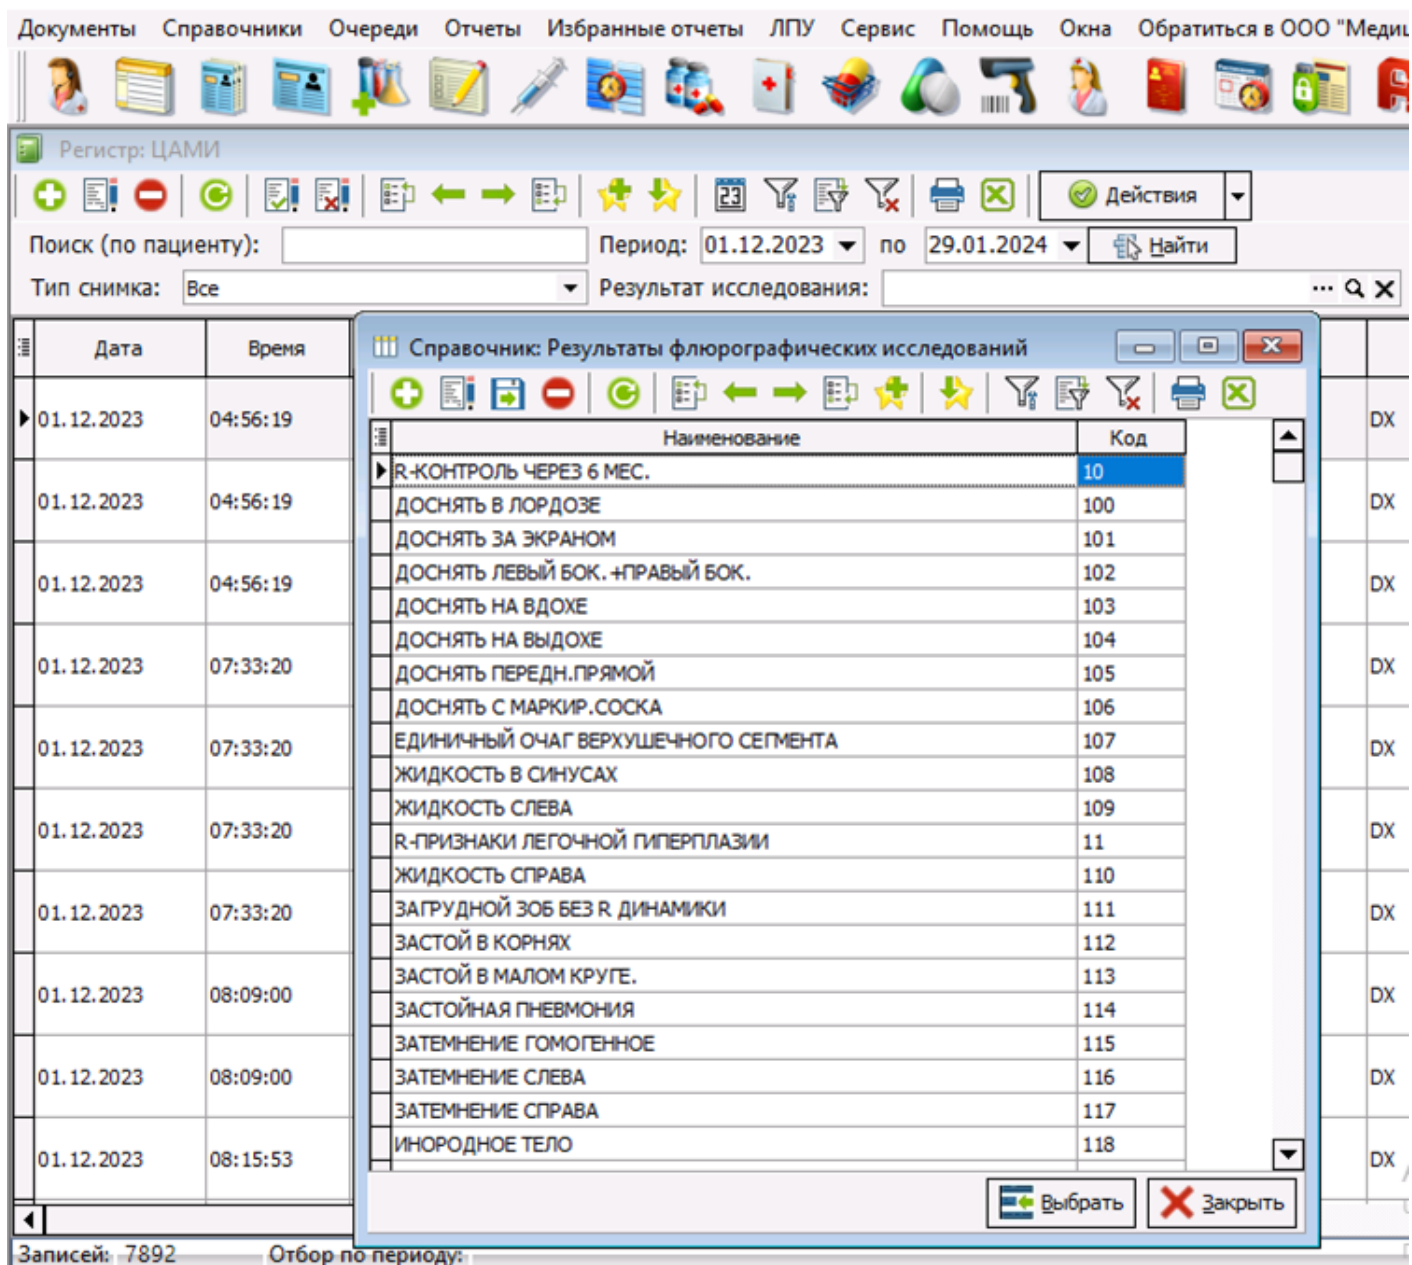 Документы Справочники Очереди Отчеты Избранные отчеты ЛПУ Сервис Помощь Окна Обратиться в ООО "Медиц
Регистр: ЦАМИ
23 Действия
Поиск (по пациенту): Период: 01.12.2023 по 29.01.2024 Найти
Тип снимка: Все Результат исследования: ...
Дата Время
Справочник: Результаты флюрографических исследований
Наименование Код
R-КОНТРОЛЬ ЧЕРЕЗ 6 МЕС. 10
ДОСНЯТЬ В ЛОРДОЗЕ 100
ДОСНЯТЬ ЗА ЭКРАНОМ 101
ДОСНЯТЬ ЛЕВЫЙ БОК.+ПРАВЫЙ БОК. 102
ДОСНЯТЬ НА ВДОХЕ 103
ДОСНЯТЬ НА ВЫДОХЕ 104
ДОСНЯТЬ ПЕРЕДН.ПРЯМОЙ 105
ДОСНЯТЬ С МАРКИР.СОСКА 106
ЕДИНИЧНЫЙ ОЧАГ ВЕРХУШЕЧНОГО СЕГМЕНТА 107
ЖИДКОСТЬ В СИНУСАХ 108
ЖИДКОСТЬ СЛЕВА 109
R-ПРИЗНАКИ ЛЕГОЧНОЙ ГИПЕРПЛАЗИИ 11
ЖИДКОСТЬ СПРАВА 110
ЗАГРУДНОЙ ЗОБ БЕЗ R ДИНАМИКИ 111
ЗАСТОЙ В КОРНЯХ 112
ЗАСТОЙ В МАЛОМ КРУГЕ. 113
ЗАСТОЙНАЯ ПНЕВМОНИЯ 114
ЗАТЕМНЕНИЕ ГОМОГЕННОЕ 115
ЗАТЕМНЕНИЕ СЛЕВА 116
ЗАТЕМНЕНИЕ СПРАВА 117
ИНОРОДНОЕ ТЕЛО 118
Выбрать Закрыть
01.12.2023 04:56:19 DX
01.12.2023 04:56:19 DX
01.12.2023 04:56:19 DX
01.12.2023 07:33:20 DX
01.12.2023 07:33:20 DX
01.12.2023 07:33:20 DX
01.12.2023 07:33:20 DX
01.12.2023 08:09:00 DX
01.12.2023 08:09:00 DX
01.12.2023 08:15:53 DX
Записей: 7892 Отбор по периоду: